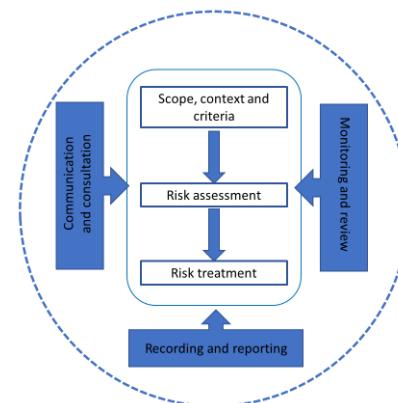 Scope, context and
criteria
Communication
and consultation
Monitoring and
review
Risk assessment
Risk treatment
Recording and reporting